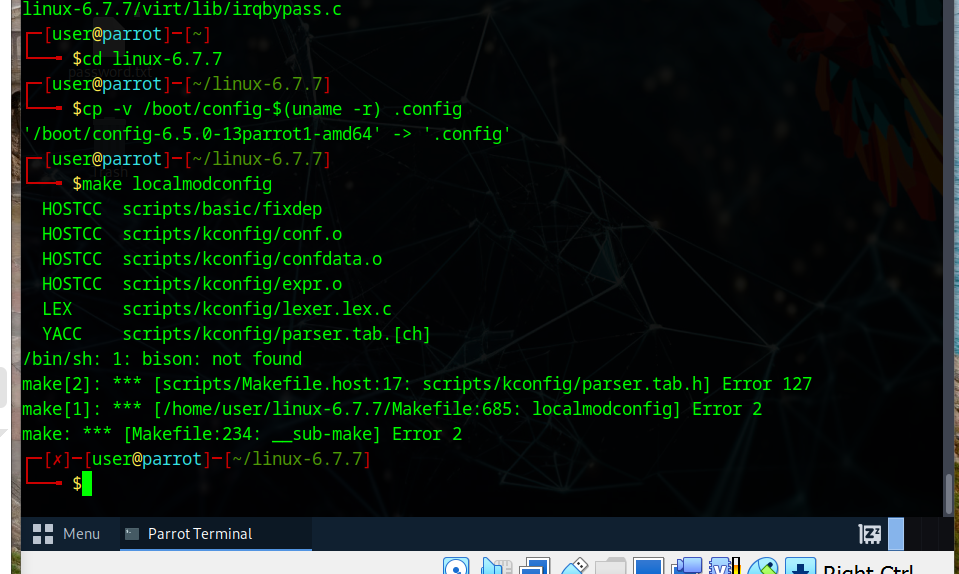 linux-6.7.7/virt/lib/irqbypass.c
[user@parrot]-[~]
$cd linux-6.7.7
[user@parrot]-[~/linux-6.7.7]
$cp -v /boot/config-$(uname -r) .config
'/boot/config-6.5.0-13parrot1-amd64' -> '.config'
[user@parrot]-[~/linux-6.7.7]
$make localmodconfig
HOSTCC scripts/basic/fixdep
HOSTCC scripts/kconfig/conf.o
HOSTCC scripts/kconfig/confdata.o
HOSTCC scripts/kconfig/expr.o
LEX scripts/kconfig/lexer.lex.c
YACC scripts/kconfig/parser.tab.[ch]
/bin/sh: 1: bison: not found
make[2]: *** [scripts/Makefile.host:17: scripts/kconfig/parser.tab.h] Error 127
make[1]: *** [/home/user/linux-6.7.7/Makefile:685: localmodconfig] Error 2
make: *** [Makefile:234: __sub-make] Error 2
[✗]-[user@parrot]-[~/linux-6.7.7]
$
Menu Parrot Terminal
Right Ctrl